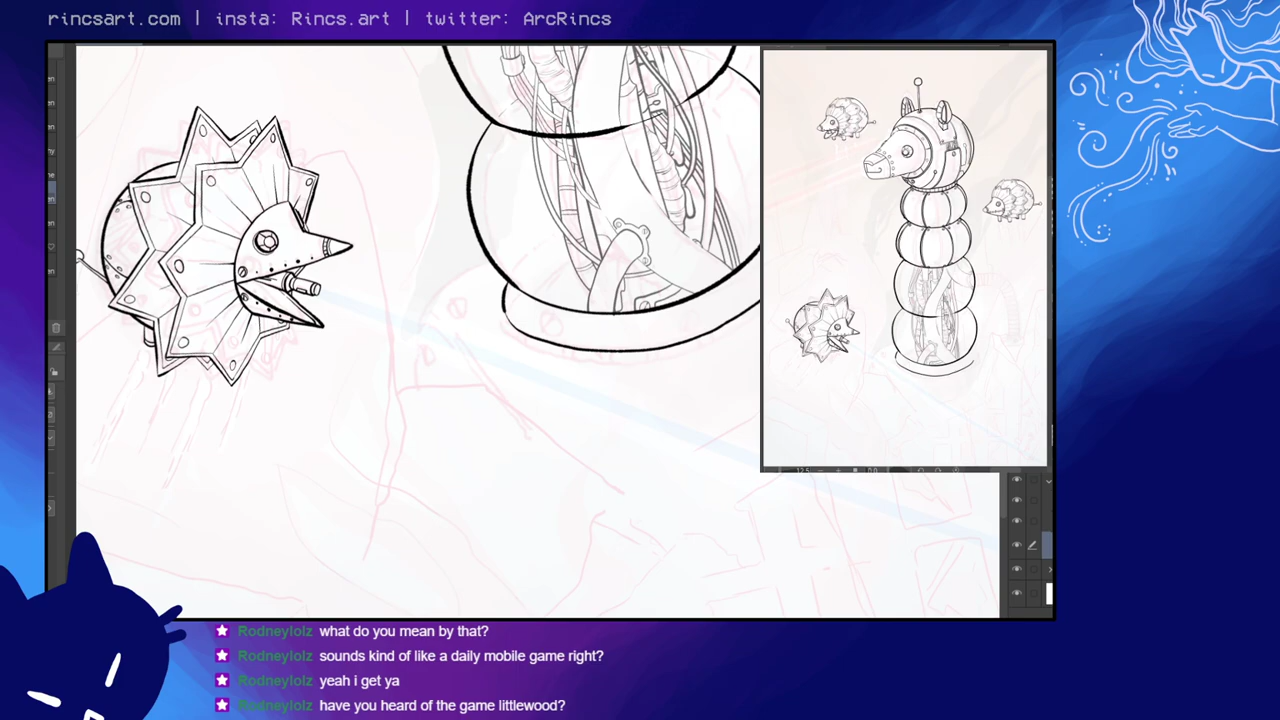 rincsart.com | insta: Rincs.art | twitter: ArcRincs
Rodneylolz what do you mean by that?
Rodneylolz sounds kind of like a daily mobile game right?
Rodneylolz yeah i get ya
Rodneylolz have you heard of the game littlewood?